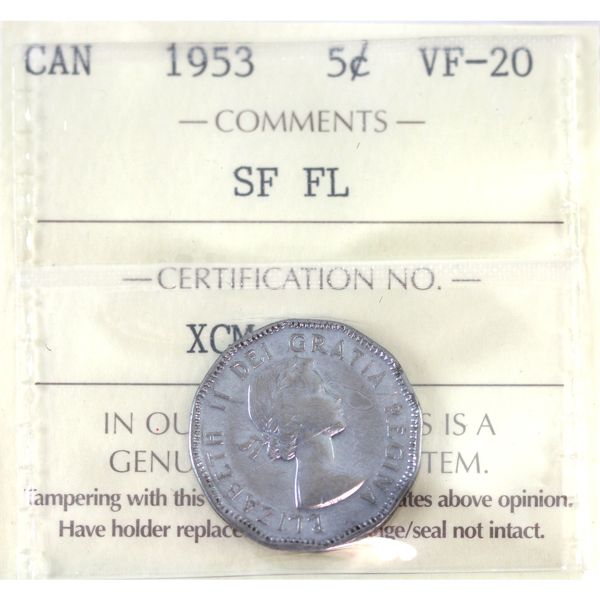 CAN 1953 5¢ VF-20
— COMMENTS —
SF FL
— CERTIFICATION NO. —
XCM
ELIZABETH II DEI GRATIA REGINA
IN OU S IS A
GENU TEM.
Tampering with this ates above opinion.
Have holder replace ge/seal not intact.